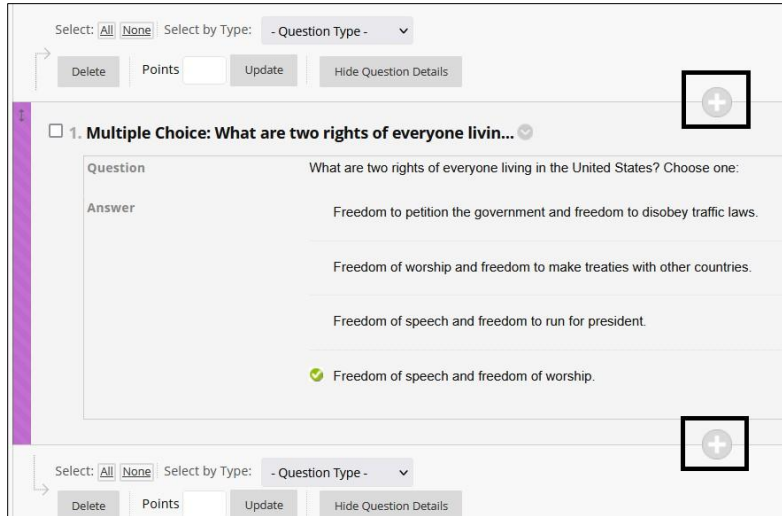 Select: All None Select by Type: - Question Type -
Delete Points Update Hide Question Details
1. Multiple Choice: What are two rights of everyone livin...
Question What are two rights of everyone living in the United States? Choose one:
Answer Freedom to petition the government and freedom to disobey traffic laws.
Freedom of worship and freedom to make treaties with other countries.
Freedom of speech and freedom to run for president.
Freedom of speech and freedom of worship.
Select: All None Select by Type: - Question Type -
Delete Points Update Hide Question Details